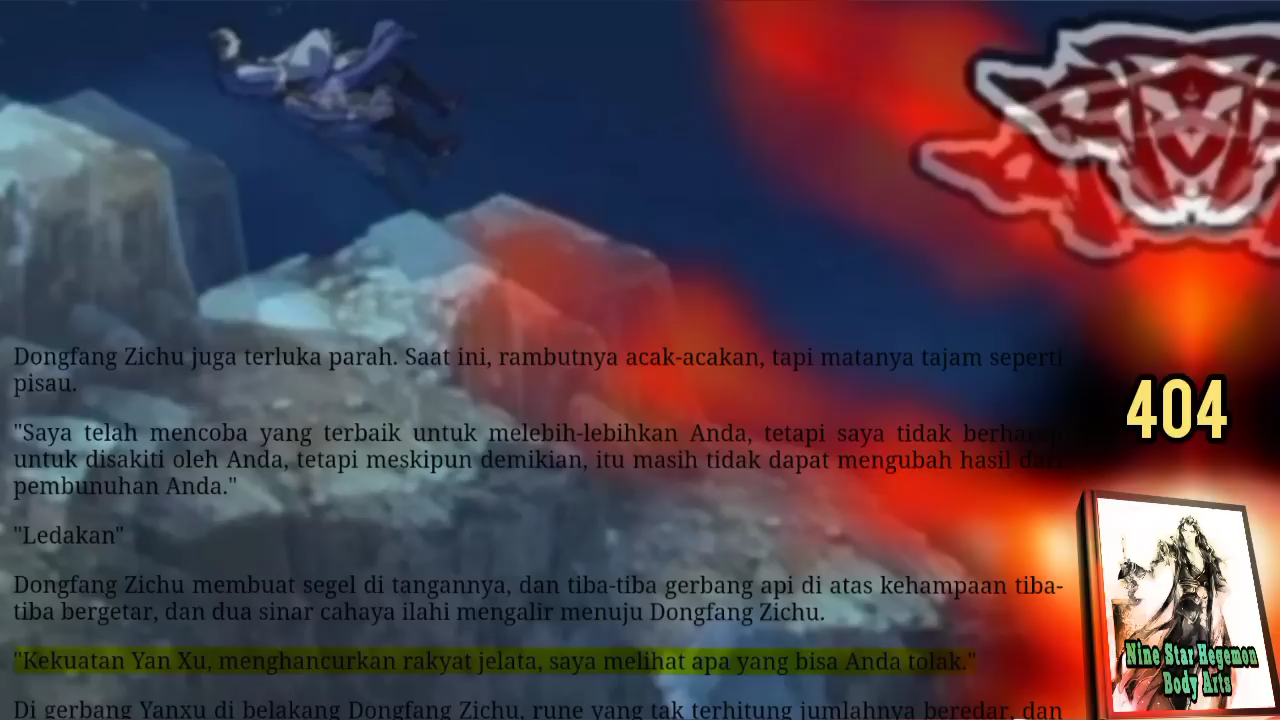 Dongfang Zichu juga terluka parah. Saat ini, rambutnya acak-acakan, tapi matanya tajam seperti
pisau.
"Saya telah mencoba yang terbaik untuk melebih-lebihkan Anda, tetapi saya tidak berharap
untuk disakiti oleh Anda, tetapi meskipun demikian, itu masih tidak dapat mengubah hasil dari
pembunuhan Anda."
"Ledakan"
Dongfang Zichu membuat segel di tangannya, dan tiba-tiba gerbang api di atas kehampaan tiba-
tiba bergetar, dan dua sinar cahaya ilahi mengalir menuju Dongfang Zichu.
"Kekuatan Yan Xu, menghancurkan rakyat jelata, saya melihat apa yang bisa Anda tolak."
Di gerbang Yanxu di belakang Dongfang Zichu, rune yang tak terhitung jumlahnya beredar, dan
404
Nine Star Hegemon
Body Arts